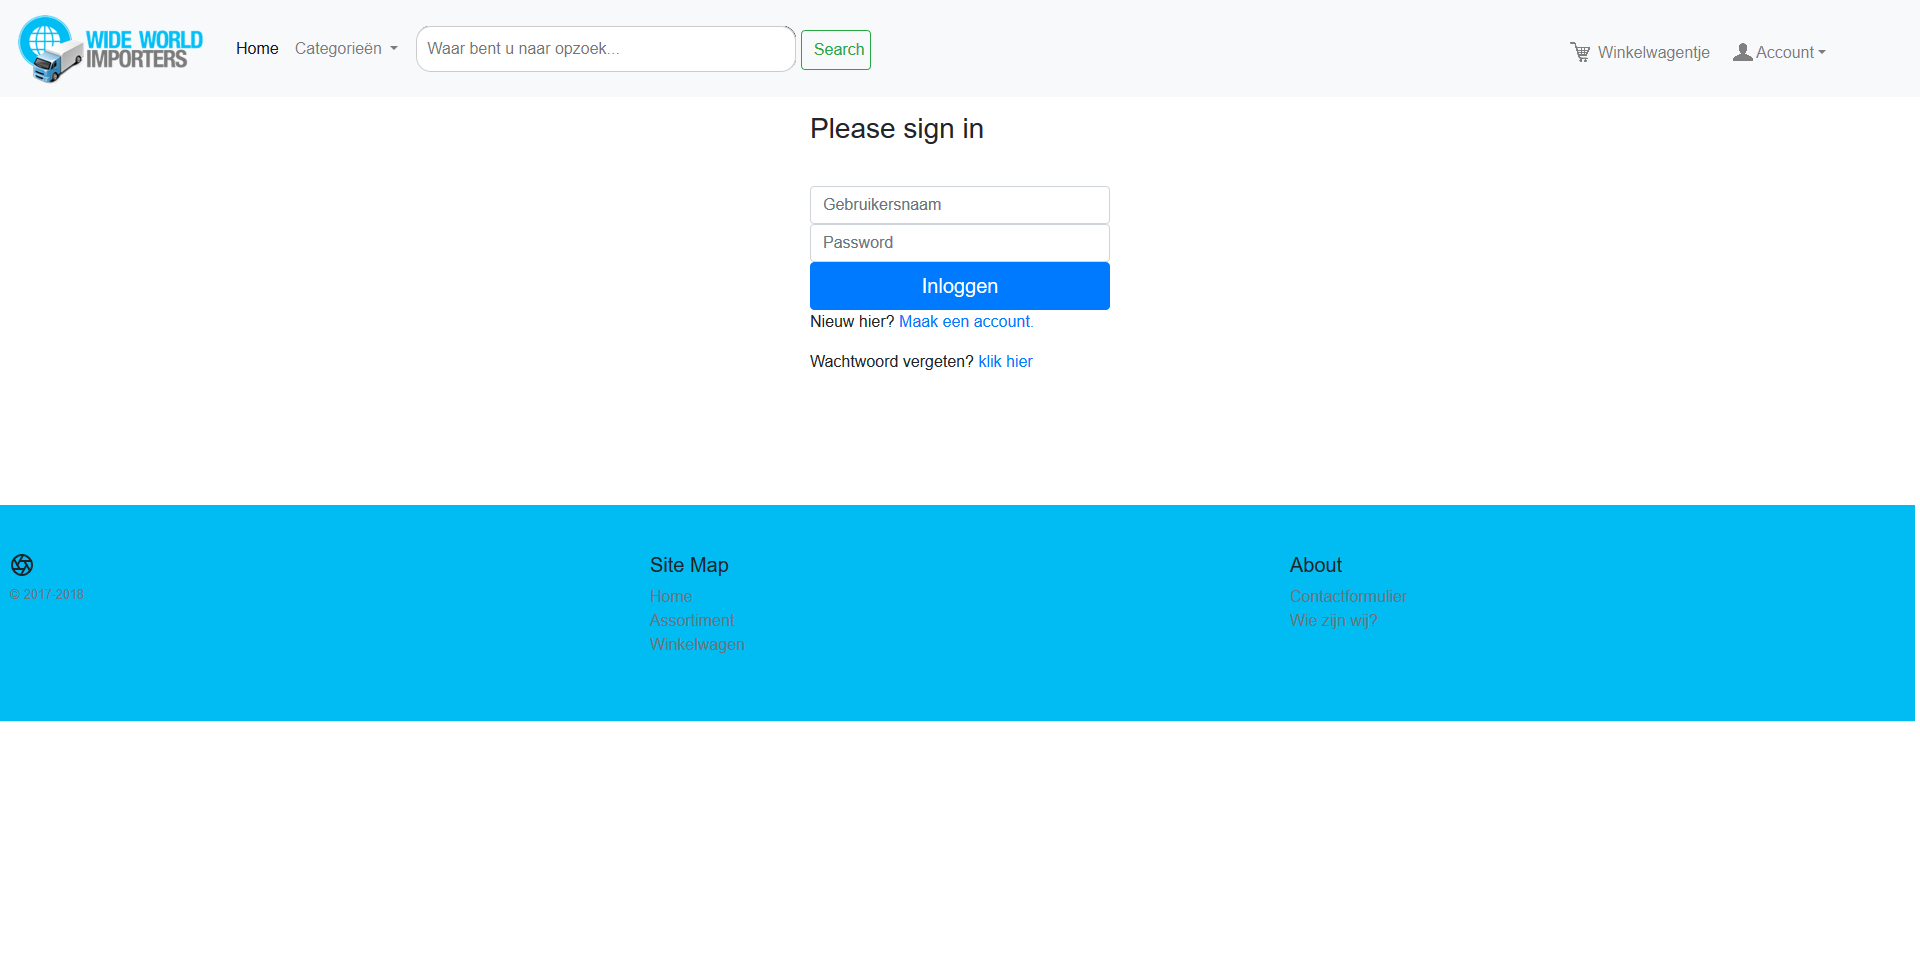 WIDE WORLD
IMPORTERS
Home Categorieën Waar bent u naar opzoek... Search Winkelwagentje Account
Please sign in
Gebruikersnaam
Password
Inloggen
Nieuw hier? Maak een account.
Wachtwoord vergeten? klik hier
© 2017-2018
Site Map
Home
Assortiment
Winkelwagen
About
Contactformulier
Wie zijn wij?